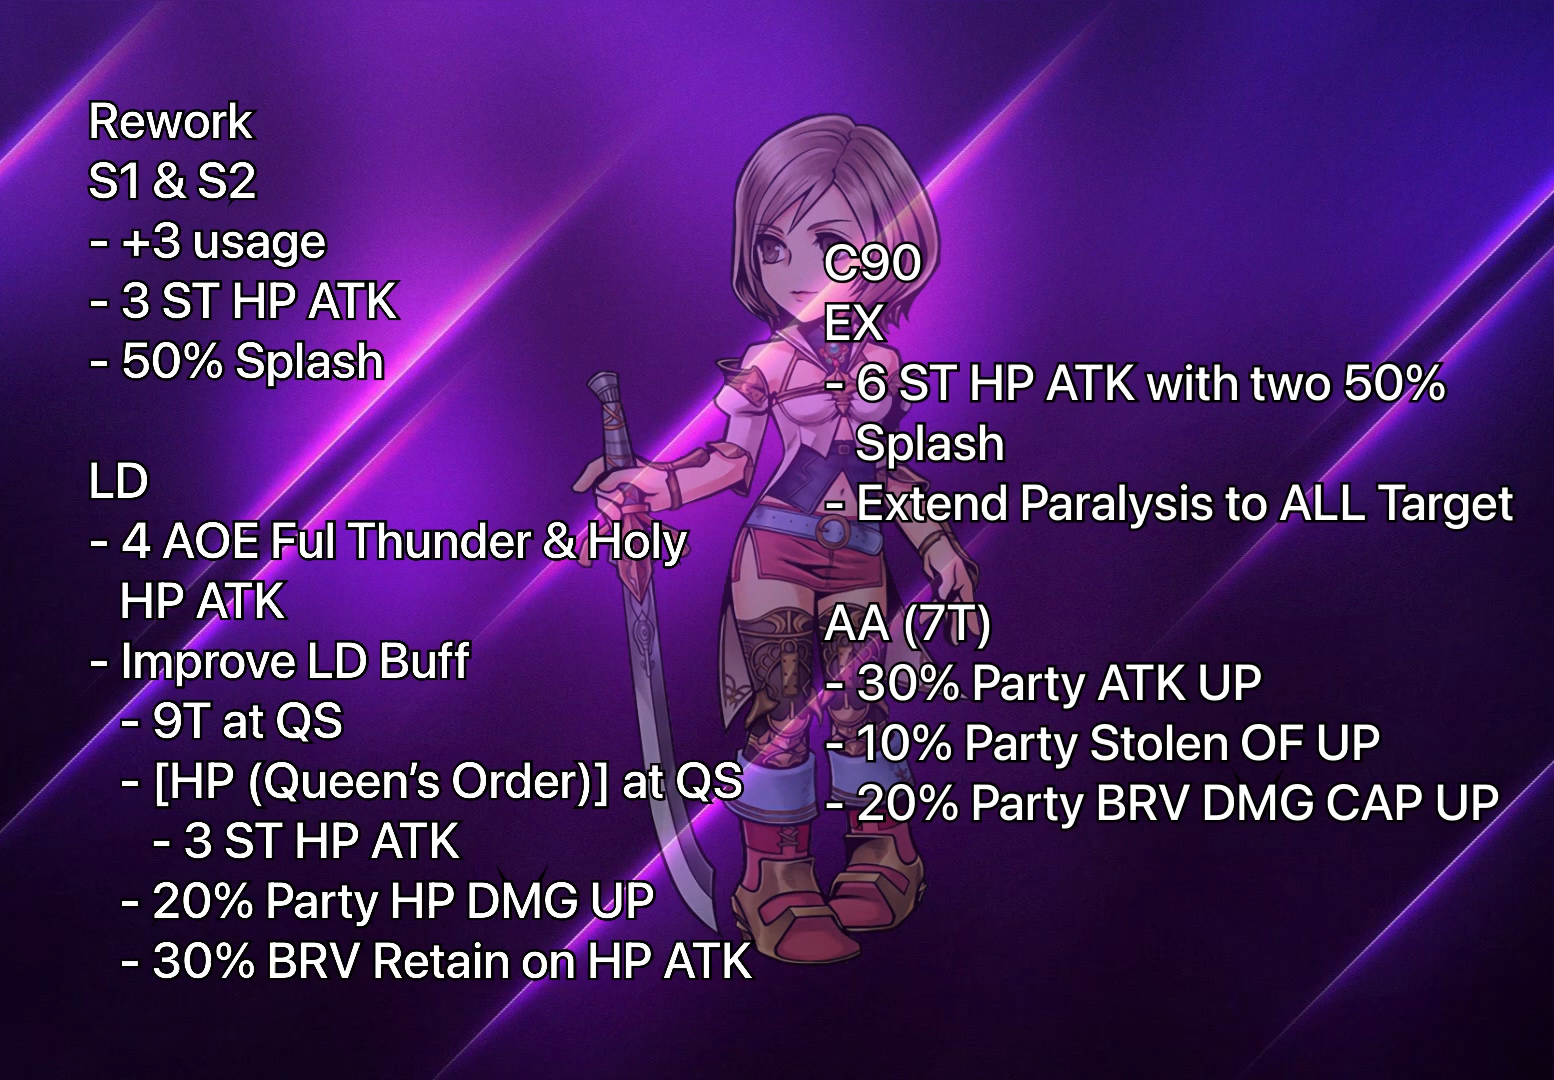 Rework
S1 & S2
- +3 usage
- 3 ST HP ATK
- 50% Splash
LD
- 4 AOE Ful Thunder & Holy
HP ATK
- Improve LD Buff
- 9T at QS
- [HP (Queen’s Order)] at QS
- 3 ST HP ATK
- 20% Party HP DMG UP
- 30% BRV Retain on HP ATK
C90
EX
- 6 ST HP ATK with two 50%
Splash
- Extend Paralysis to ALL Target
AA (7T)
- 30% Party ATK UP
- 10% Party Stolen OF UP
- 20% Party BRV DMG CAP UP